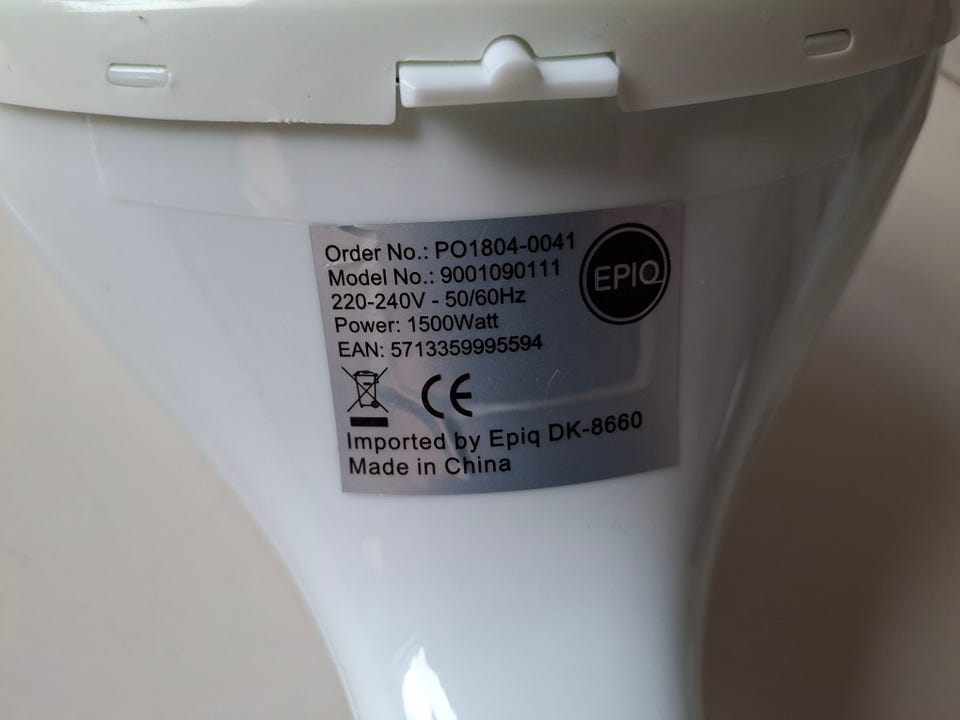 Order No.: PO1804-0041
Model No.: 9001090111
220-240V - 50/60Hz
Power: 1500Watt
EAN: 5713359995594
EPIQ
CE
Imported by Epiq DK-8660
Made in China